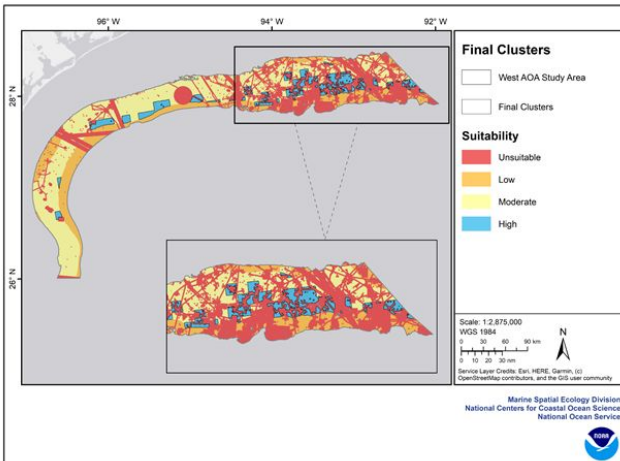 96° W
94° W
92° W
28° N
26° N
Final Clusters
West AOA Study Area
Final Clusters
Suitability
Unsuitable
Low
Moderate
High
Scale: 1:2,875,000
WGS 1984
0 30 60 90 km
0 10 20 30 nm
N
Service Layer Credits: Esri, HERE, Garmin, (c)
OpenStreetMap contributors, and the GIS user community
Marine Spatial Ecology Division
National Centers for Coastal Ocean Science
National Ocean Service
NOAA